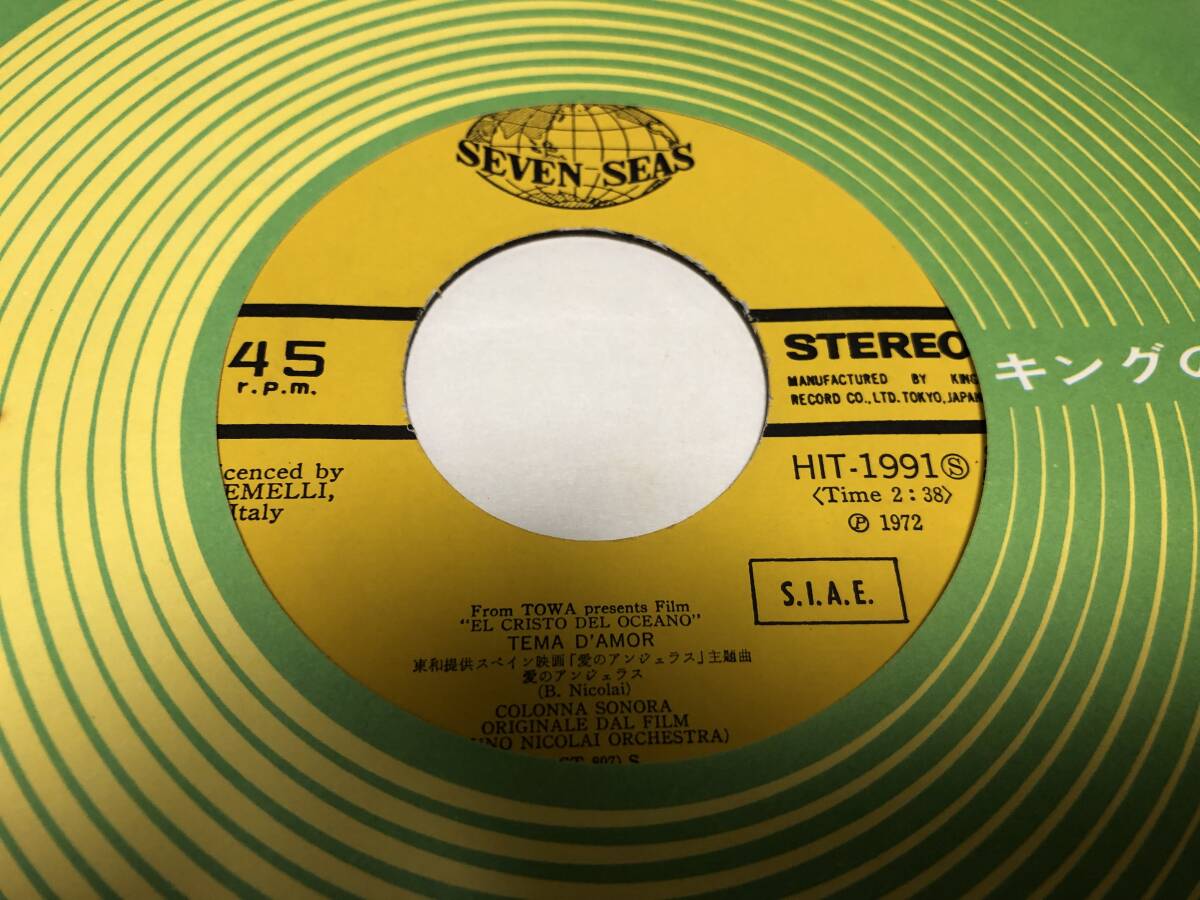 SEVEN SEAS
45
r.p.m.
STEREO
MANUFACTURED BY KING
RECORD CO., LTD. TOKYO, JAPAN
キング
cenced by
EMELLI,
Italy
HIT-1991Ⓢ
〈Time 2:38〉
Ⓟ 1972
S.I.A.E.
From TOWA presents Film
"EL CRISTO DEL OCEANO"
TEMA D'AMOR
東和提供スペイン映画「愛のアンジェラス」主題曲
愛のアンジェラス
(B. Nicolai)
COLONNA SONORA
ORIGINALE DAL FILM
UNO NICOLAI ORCHESTRA)